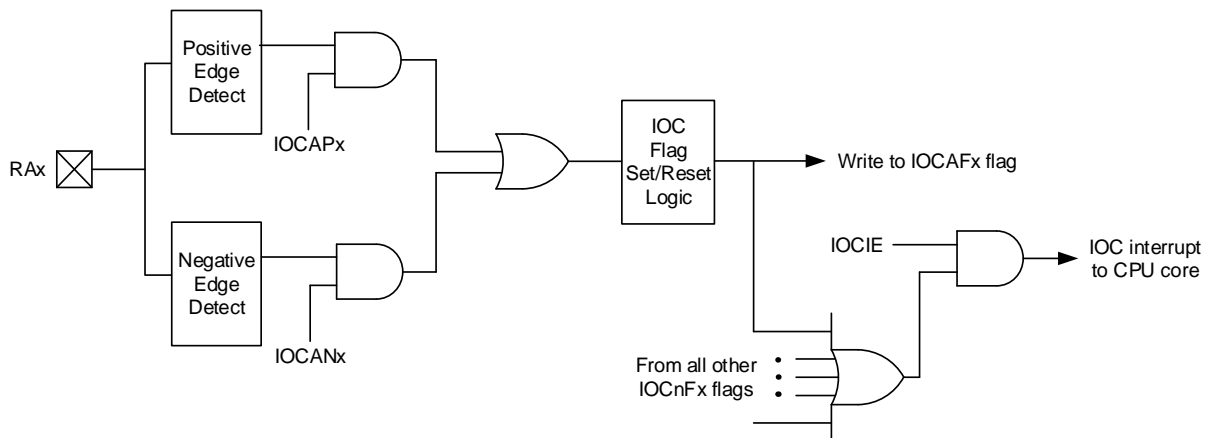 Positive
Edge
Detect
IOCAPx
RAx
Negative
Edge
Detect
IOCANx
IOC
Flag
Set/Reset
Logic
Write to IOCAFx flag
IOCIE
IOC interrupt
to CPU core
From all other
IOCnFx flags